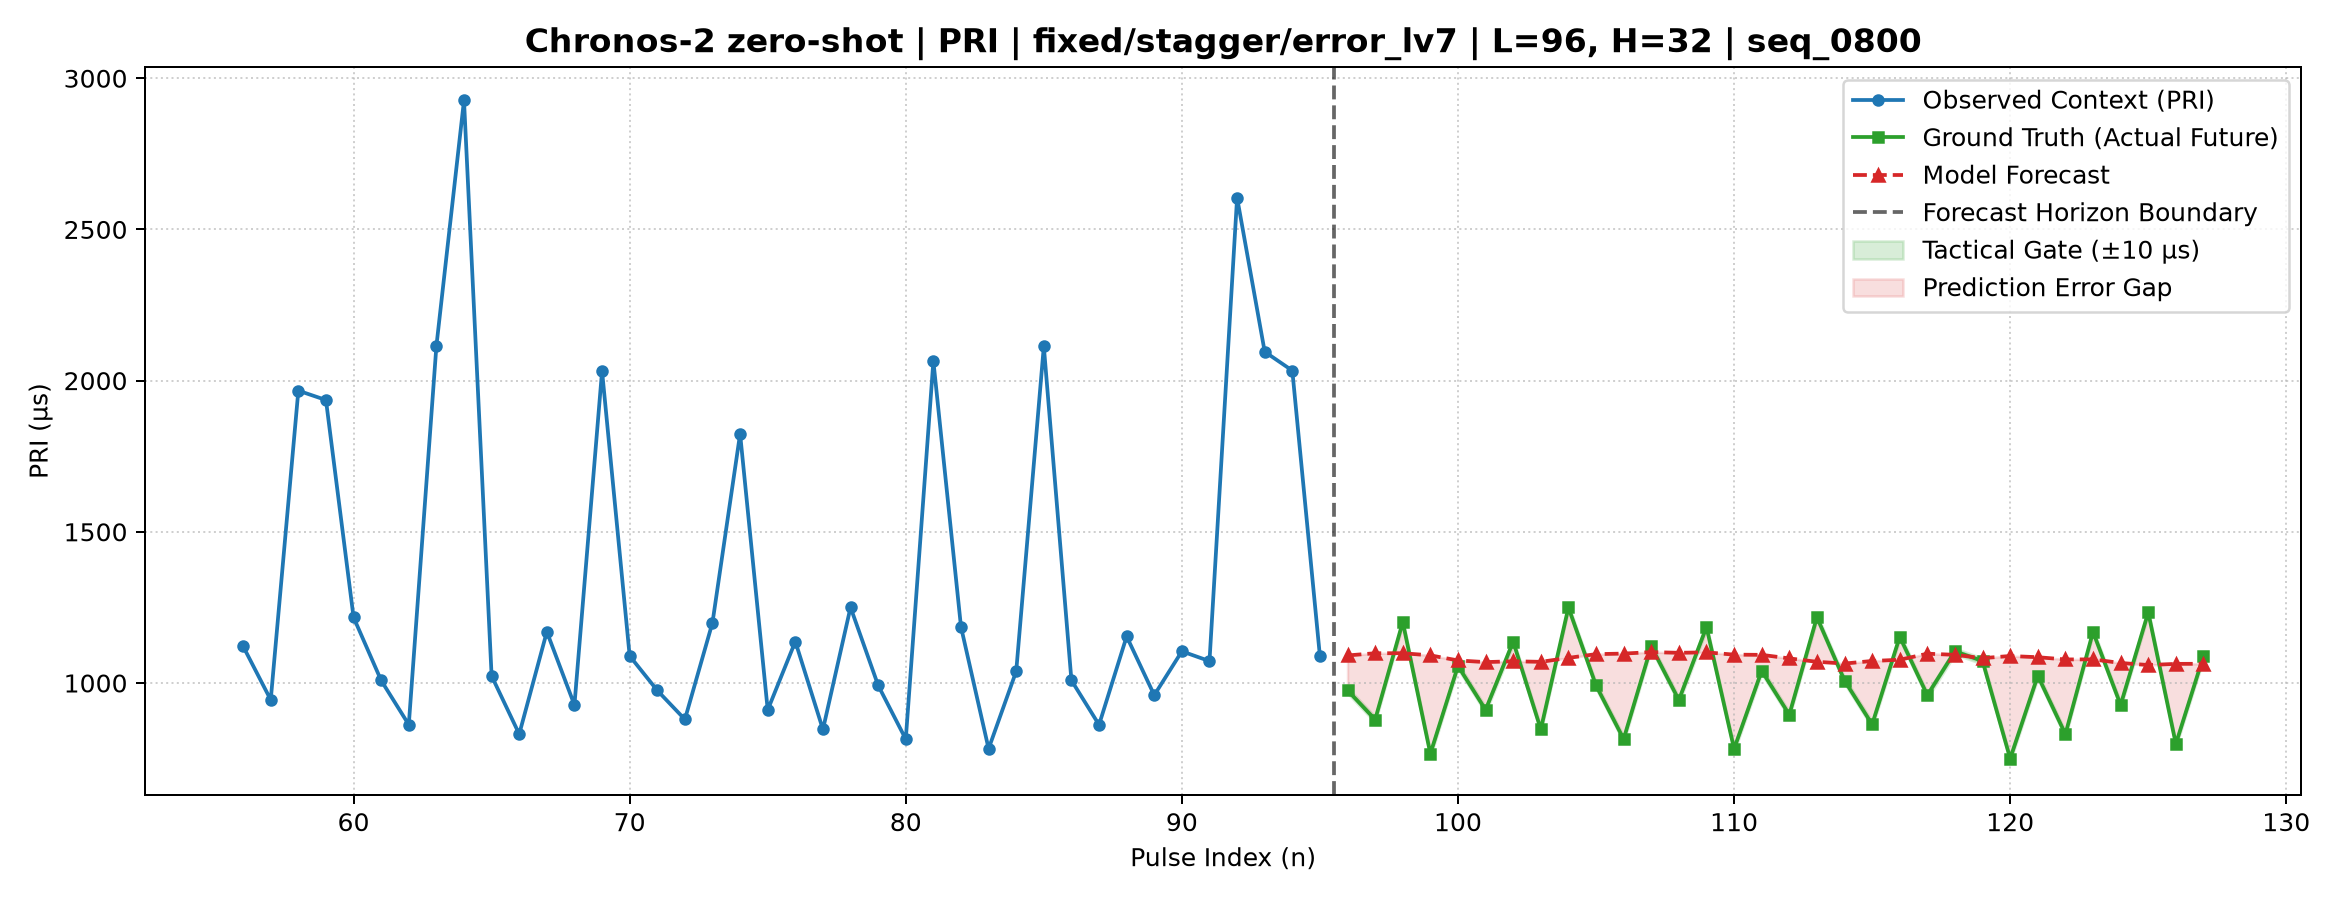 Chronos-2 zero-shot | PRI | fixed/stagger/error_lv7 | L=96, H=32 | seq_0800
3000
2500
2000
1500
1000
PRI (µs)
60
70
80
90
100
110
120
130
Pulse Index (n)
Observed Context (PRI)
Ground Truth (Actual Future)
Model Forecast
Forecast Horizon Boundary
Tactical Gate (±10 µs)
Prediction Error Gap